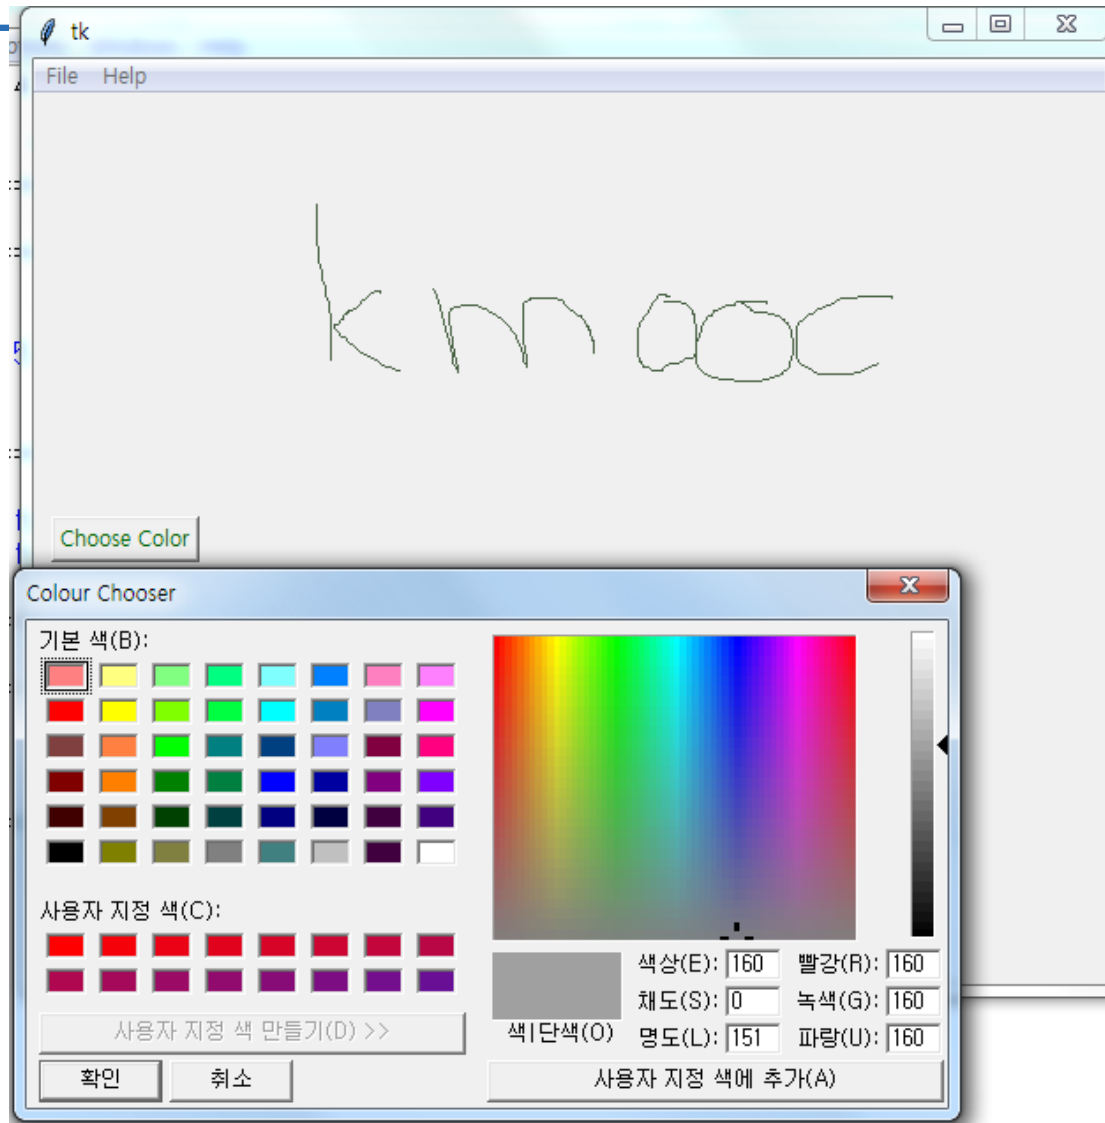 tk
File Help
kmooc
Choose Color
Colour Chooser
기본 색(B):
사용자 지정 색(C):
사용자 지정 색 만들기(D) >>
확인 취소
색|단색(O)
색상(E): 160 빨강(R): 160
채도(S): 0 녹색(G): 160
명도(L): 151 파랑(U): 160
사용자 지정 색에 추가(A)